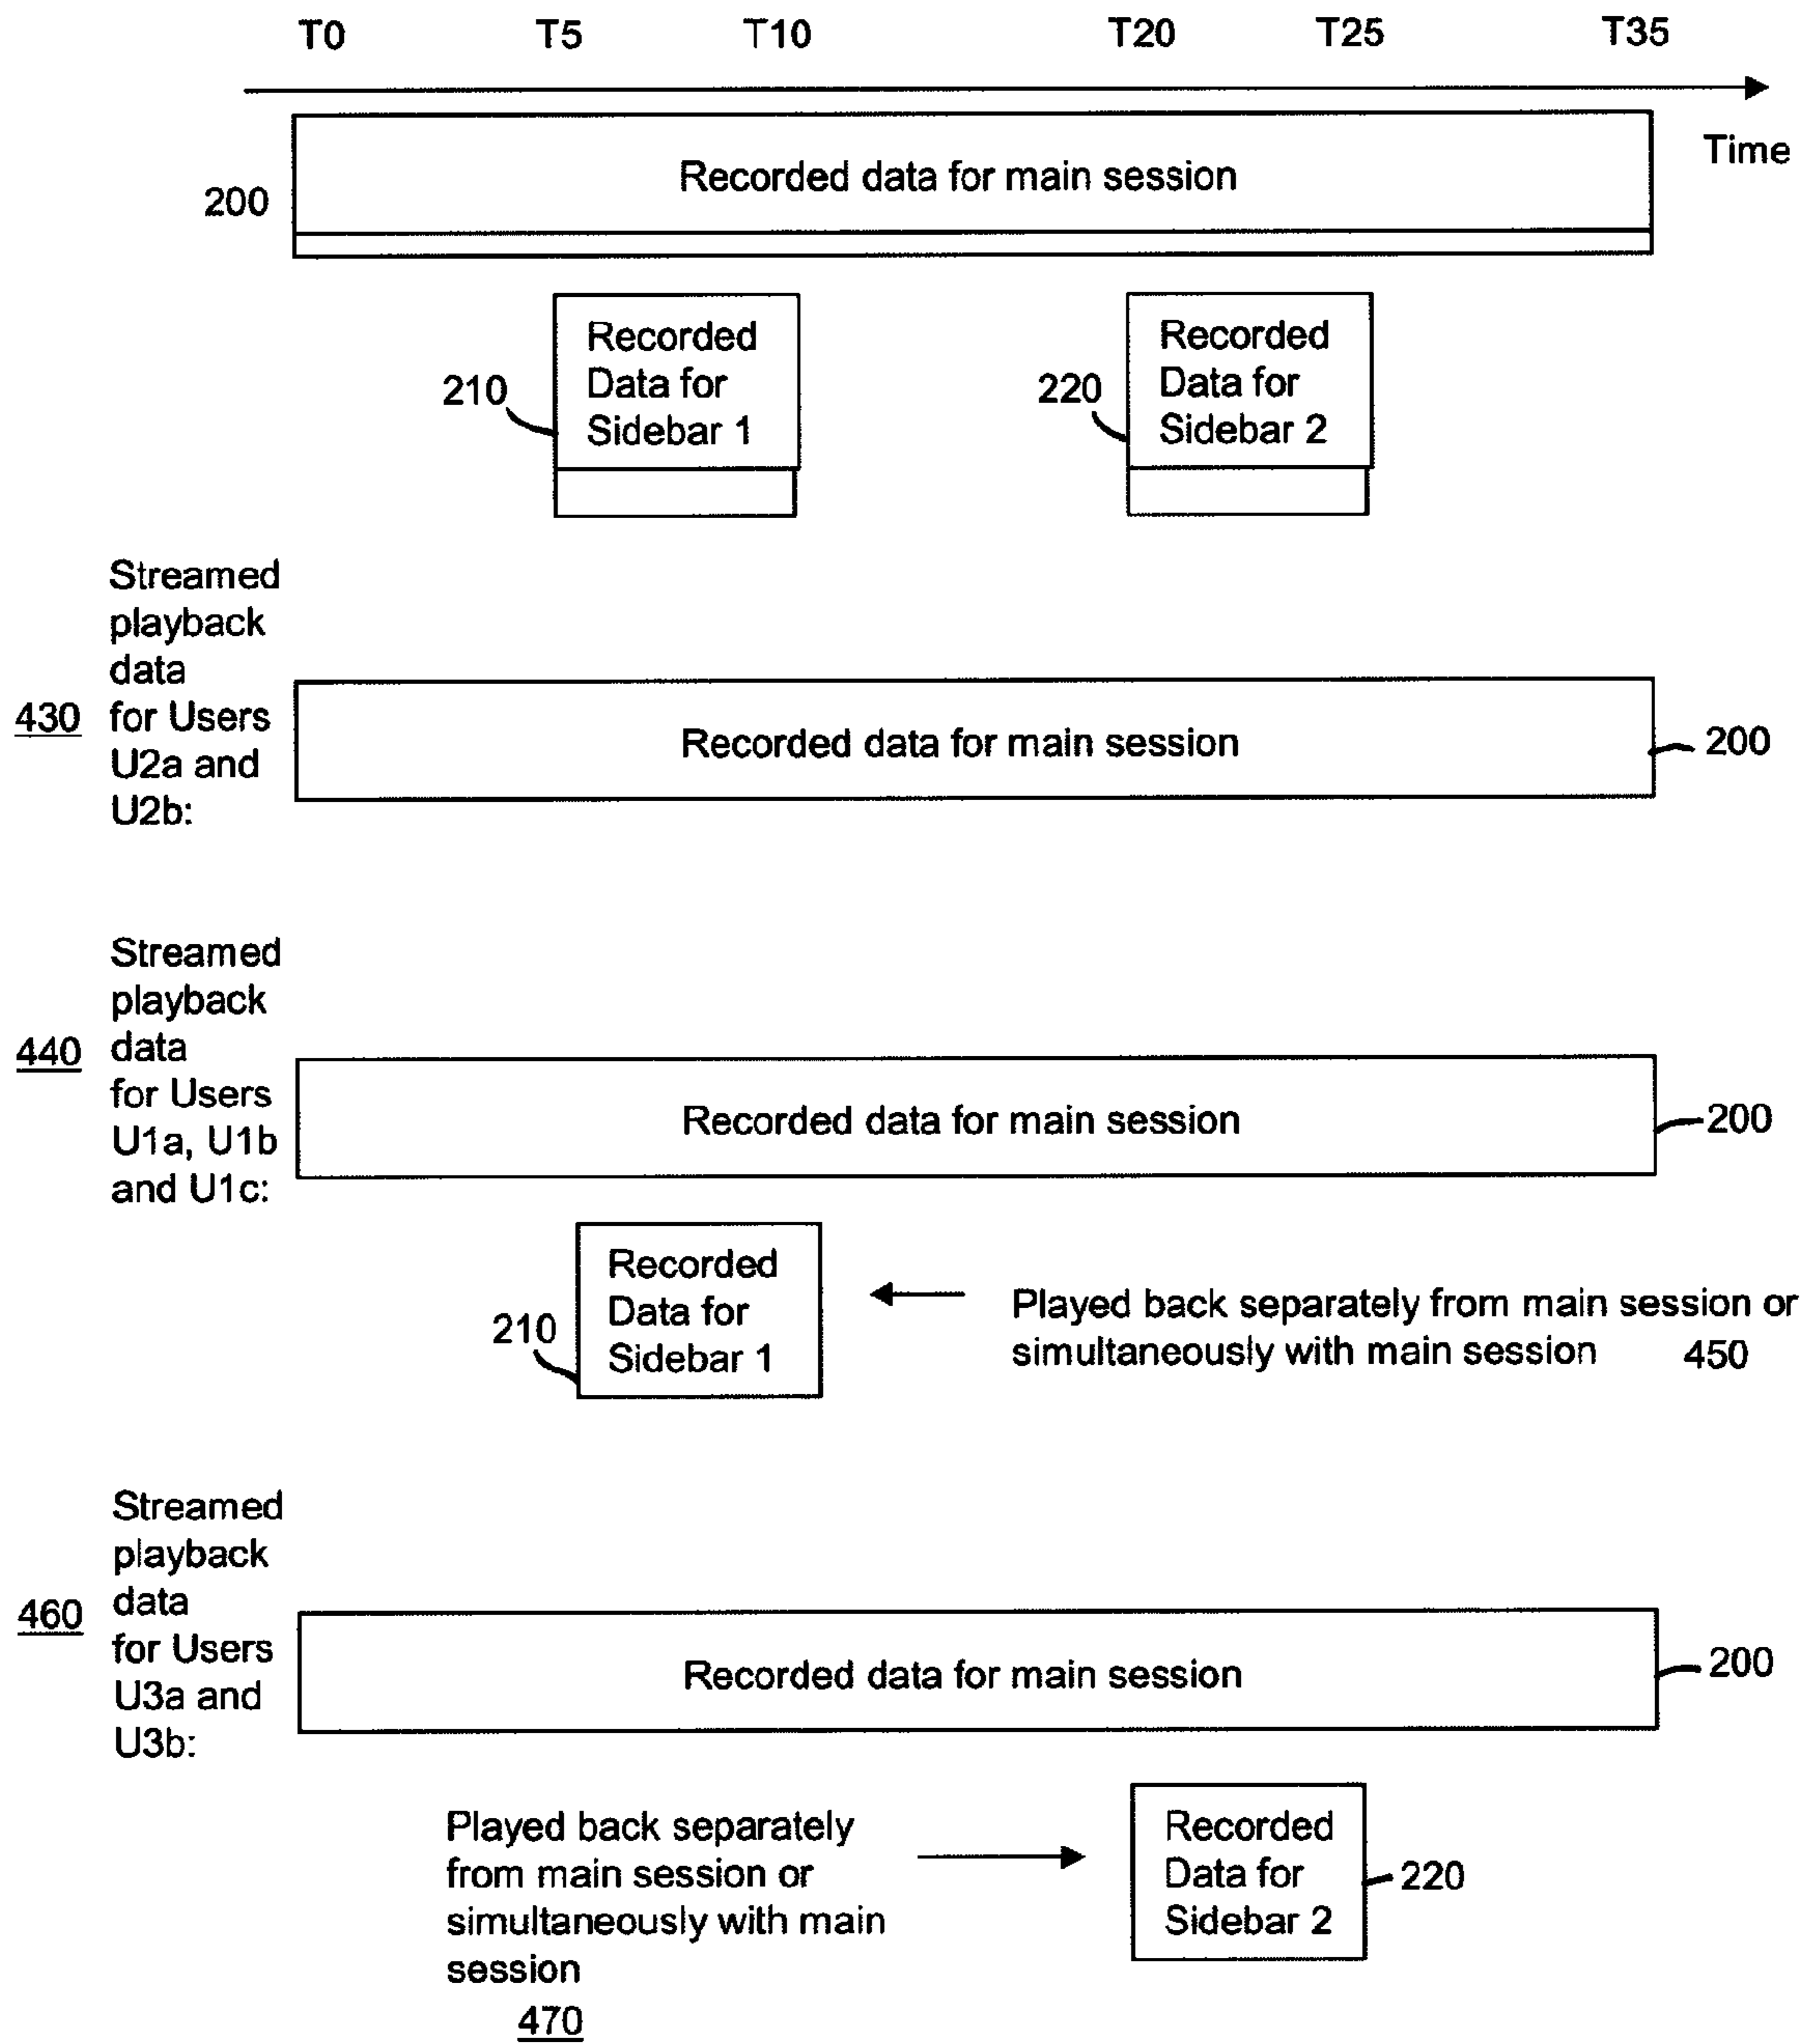 T0 T5 T10 T20 T25 T35
Time
Recorded data for main session
200
Recorded
Data for
Sidebar 1
210
Recorded
Data for
Sidebar 2
220
Streamed
playback
data
for Users
U2a and
U2b:
430
Recorded data for main session
200
Streamed
playback
data
for Users
U1a, U1b
and U1c:
440
Recorded data for main session
200
Recorded
Data for
Sidebar 1
210
Played back separately from main session or
simultaneously with main session 450
Streamed
playback
data
for Users
U3a and
U3b:
460
Recorded data for main session
200
Played back separately
from main session or
simultaneously with main
session
470
Recorded
Data for
Sidebar 2
220